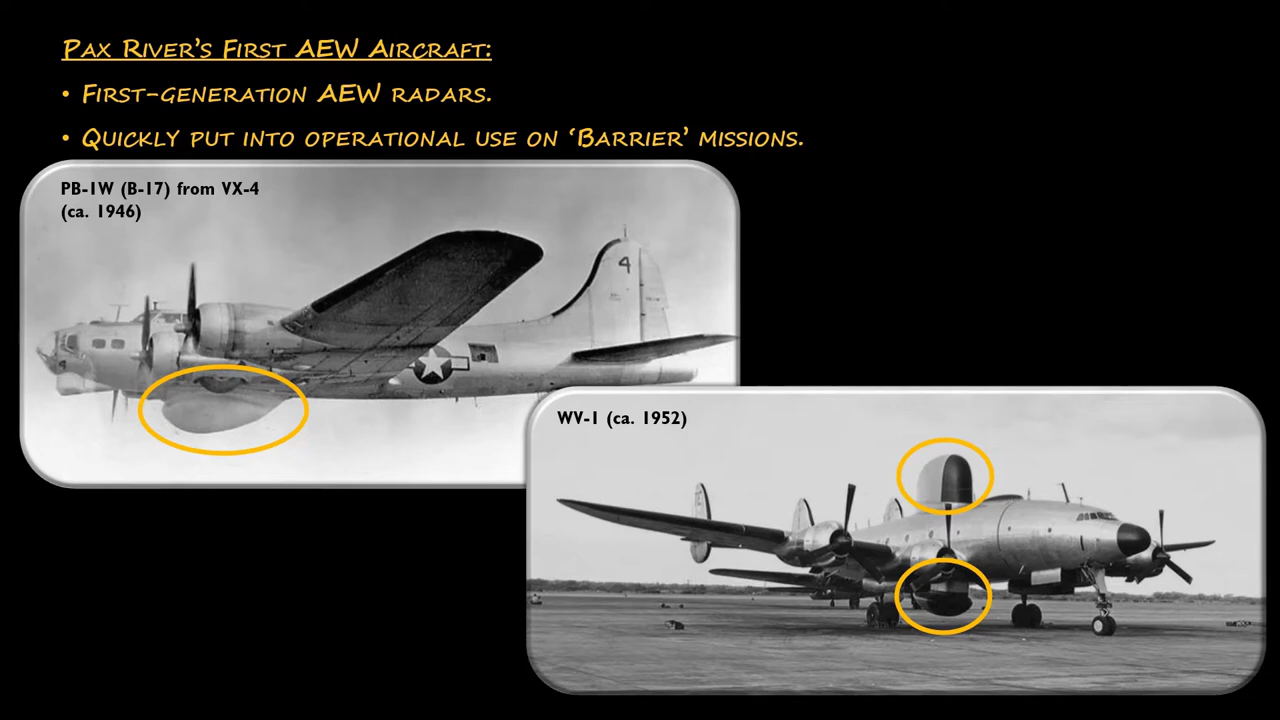 Pax River's First AEW Aircraft:
• First-generation AEW radars.
• Quickly put into operational use on 'Barrier' missions.
PB-1W (B-17) from VX-4
(ca. 1946)
4
WV-1 (ca. 1952)